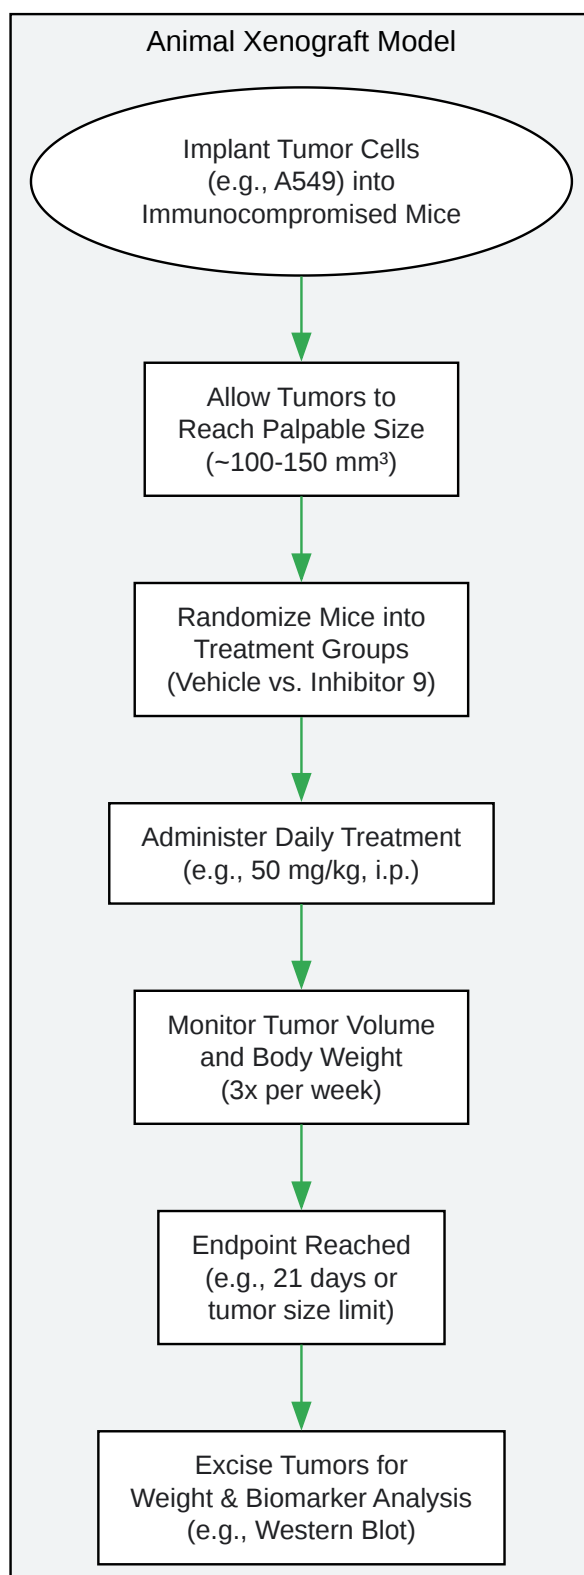 Animal Xenograft Model
Implant Tumor Cells
(e.g., A549) into
Immunocompromised Mice
Allow Tumors to
Reach Palpable Size
(~100-150 mm³)
Randomize Mice into
Treatment Groups
(Vehicle vs. Inhibitor 9)
Administer Daily Treatment
(e.g., 50 mg/kg, i.p.)
Monitor Tumor Volume
and Body Weight
(3x per week)
Endpoint Reached
(e.g., 21 days or
tumor size limit)
Excise Tumors for
Weight & Biomarker Analysis
(e.g., Western Blot)